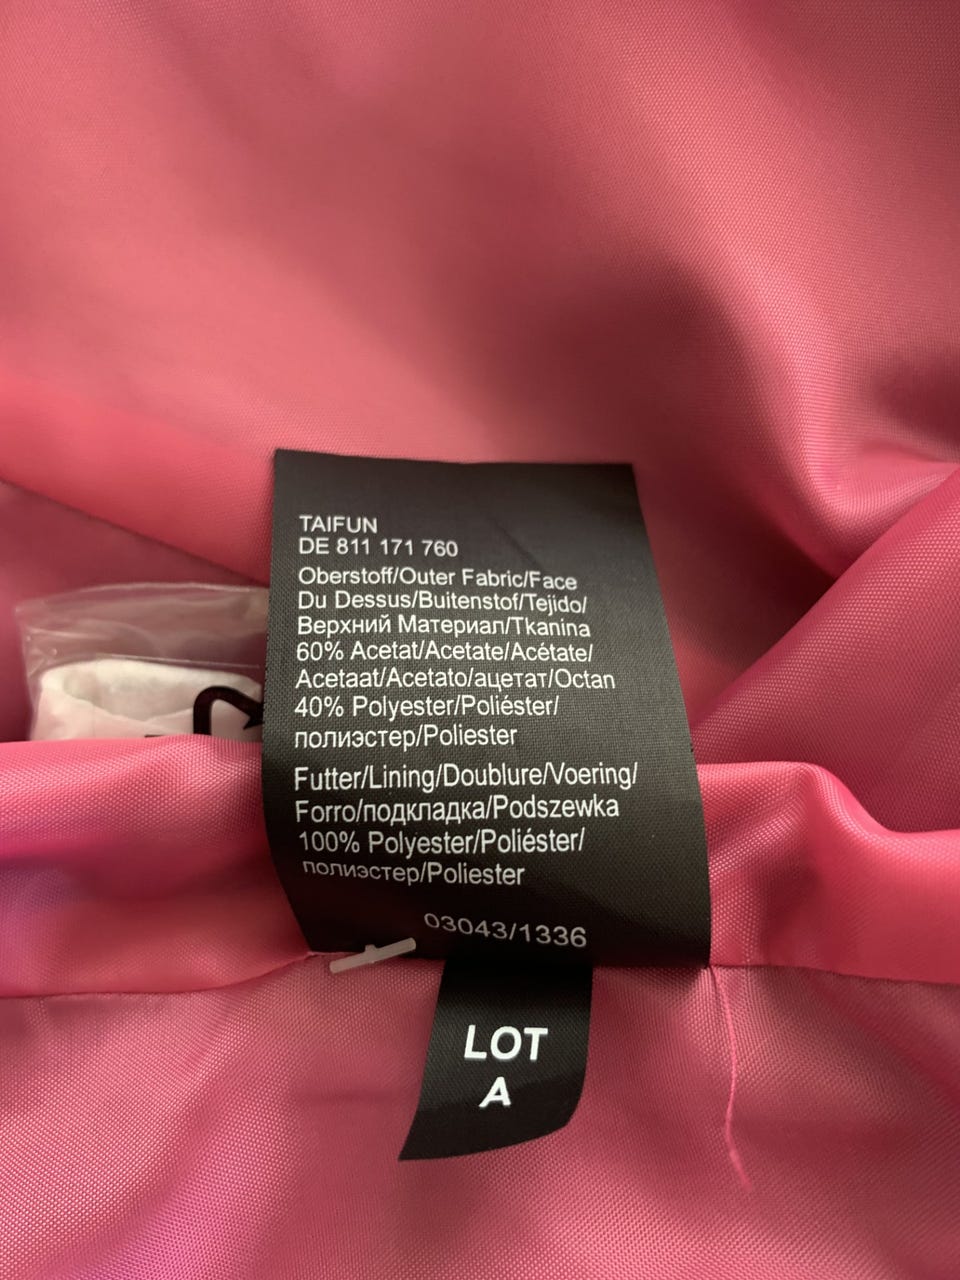 TAIFUN
DE 811 171 760
Oberstoff/Outer Fabric/Face
Du Dessus/Buitenstof/Tejido/
Верхний Материал/Tkanina
60% Acetat/Acetate/Acétate/
Acetaat/Acetato/ацетат/Octan
40% Polyester/Poliéster/
полиэстер/Poliester
Futter/Lining/Doublure/Voering/
Forro/подкладка/Podszewka
100% Polyester/Poliéster/
полиэстер/Poliester
03043/1336
LOT
A